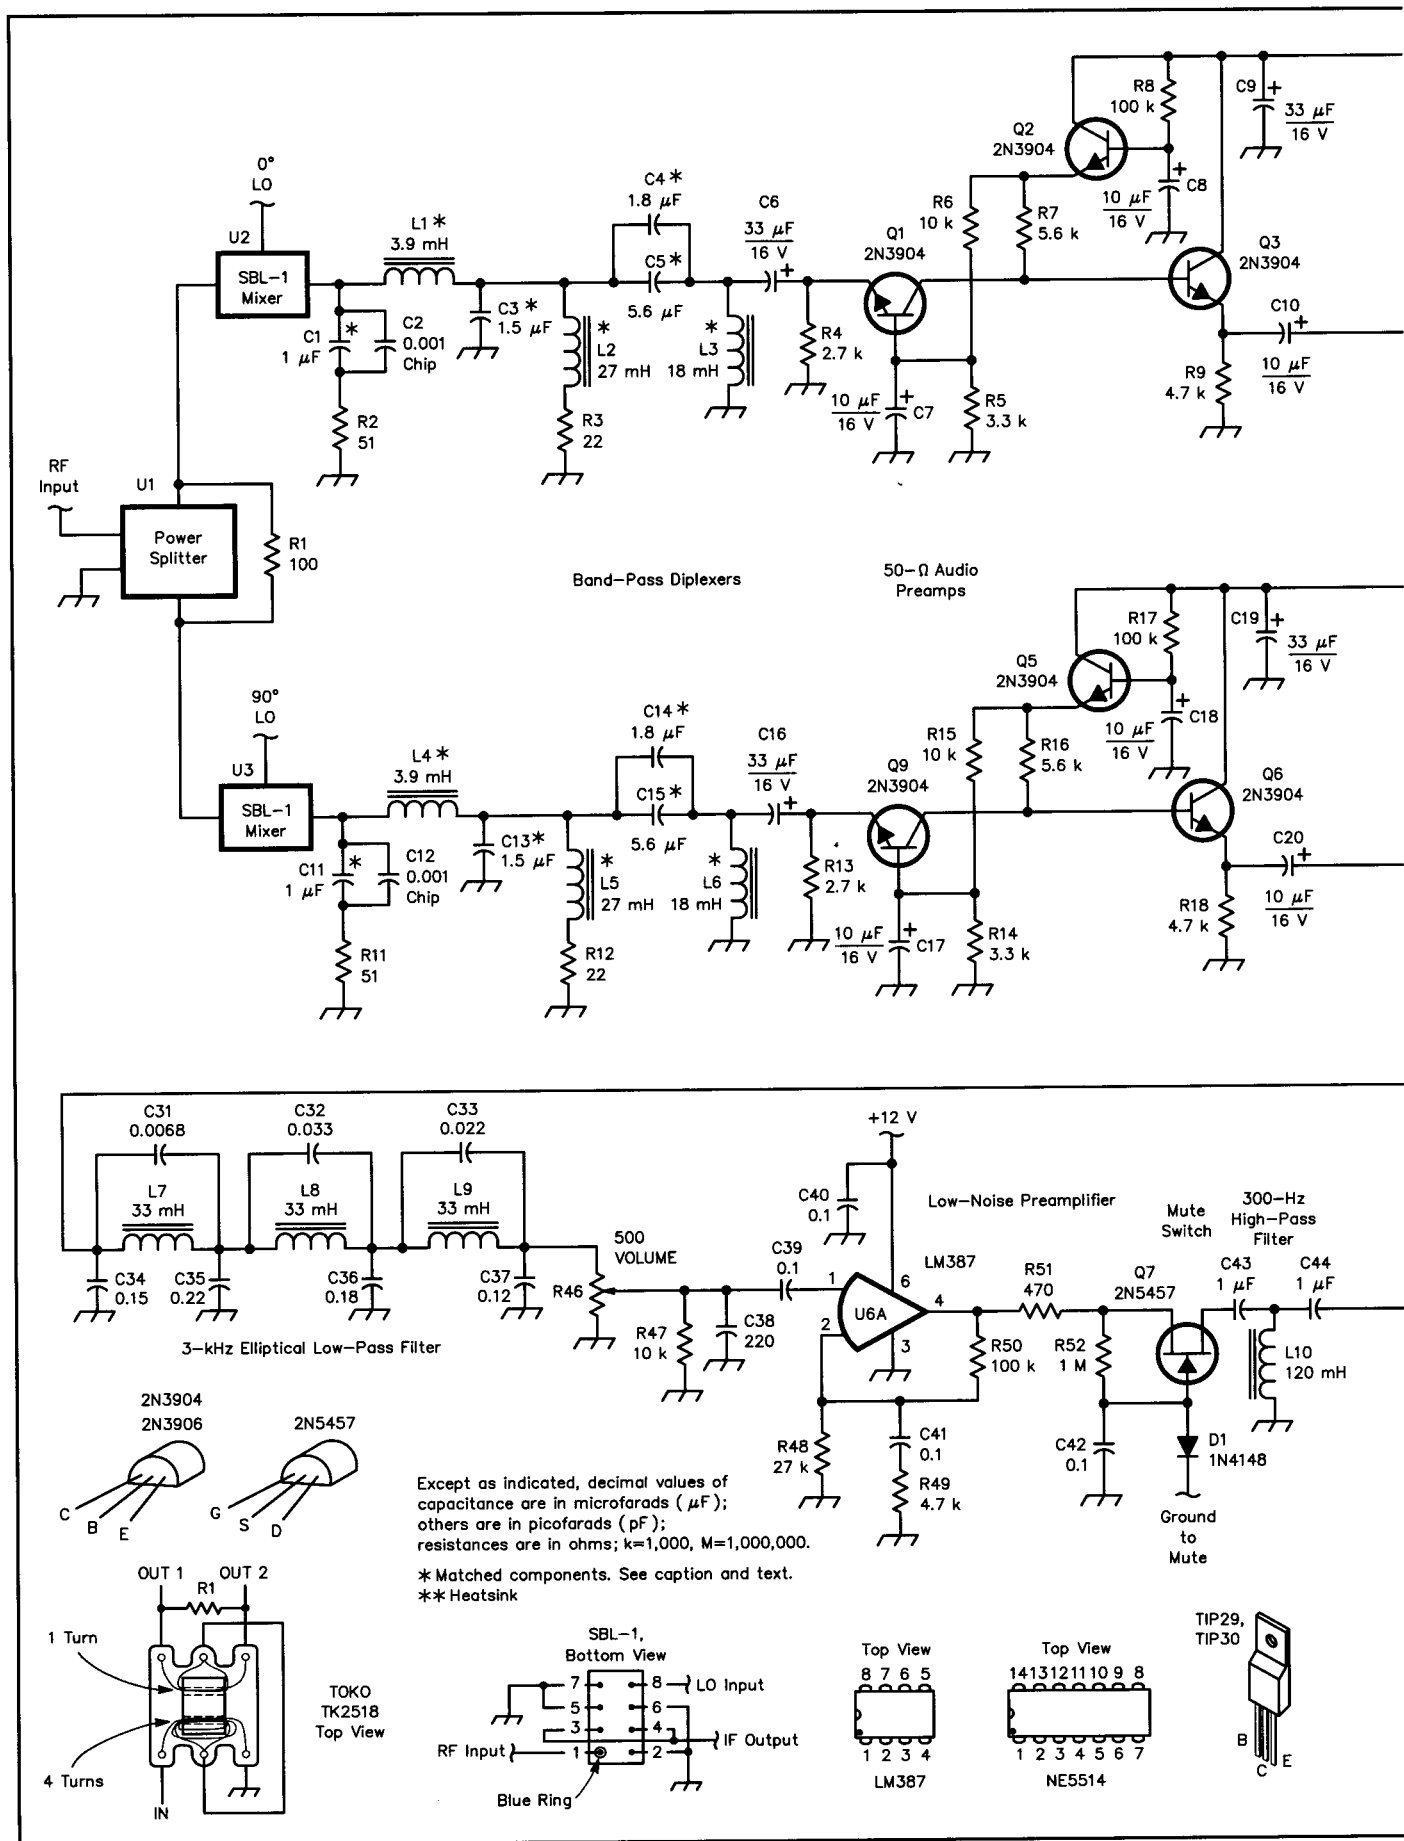 R8
100 k
C9
+
33 µF
16 V
Q2
2N3904
+
C8
10 µF
16 V
0°
LO
C4*
1.8 µF
C6
33 µF
16 V
+
R6
10 k
R7
5.6 k
U2
L1*
3.9 mH
Q1
2N3904
Q3
2N3904
SBL-1
Mixer
C5*
5.6 µF
C10
+
10 µF
16 V
C1
1 µF
*
C2
0.001
Chip
C3*
1.5 µF
*
L2
27 mH
*
L3
18 mH
R4
2.7 k
R9
4.7 k
10 µF
16 V
+
C7
R5
3.3 k
R2
51
R3
22
RF
Input
U1
Power
Splitter
R1
100
Band-Pass Diplexers
50-Ω Audio
Preamps
R17
100 k
C19
+
33 µF
16 V
Q5
2N3904
+
C18
10 µF
16 V
90°
LO
C14*
1.8 µF
C16
33 µF
16 V
+
R15
10 k
R16
5.6 k
U3
L4*
3.9 mH
Q9
2N3904
Q6
2N3904
SBL-1
Mixer
C15*
5.6 µF
C20
+
10 µF
16 V
C11
1 µF
*
C12
0.001
Chip
C13*
1.5 µF
*
L5
27 mH
*
L6
18 mH
R13
2.7 k
R18
4.7 k
10 µF
16 V
+
C17
R14
3.3 k
R11
51
R12
22
C31
0.0068
C32
0.033
C33
0.022
+12 V
L7
33 mH
L8
33 mH
L9
33 mH
C40
0.1
Low-Noise Preamplifier
Mute
Switch
300-Hz
High-Pass
Filter
500
VOLUME
C39
0.1
LM387
R51
470
Q7
2N5457
C43
1 µF
C44
1 µF
C34
0.15
C35
0.22
C36
0.18
C37
0.12
R46
1
6
U6A
4
2
3
R47
10 k
C38
220
R50
100 k
R52
1 M
L10
120 mH
3-kHz Elliptical Low-Pass Filter
2N3904
2N3906
2N5457
C
B
E
G
S
D
R48
27 k
C41
0.1
R49
4.7 k
C42
0.1
D1
1N4148
Ground
to
Mute
Except as indicated, decimal values of
capacitance are in microfarads ( µF);
others are in picofarads ( pF);
resistances are in ohms; k=1,000, M=1,000,000.
* Matched components. See caption and text.
** Heatsink
OUT 1
OUT 2
R1
1 Turn
4 Turns
IN
TOKO
TK2518
Top View
SBL-1,
Bottom View
7
8
LO Input
5
6
3
4
IF Output
RF Input
1
2
Blue Ring
Top View
8 7 6 5
1 2 3 4
LM387
Top View
14 13 12 11 10 9 8
1 2 3 4 5 6 7
NE5514
TIP29,
TIP30
B
C
E